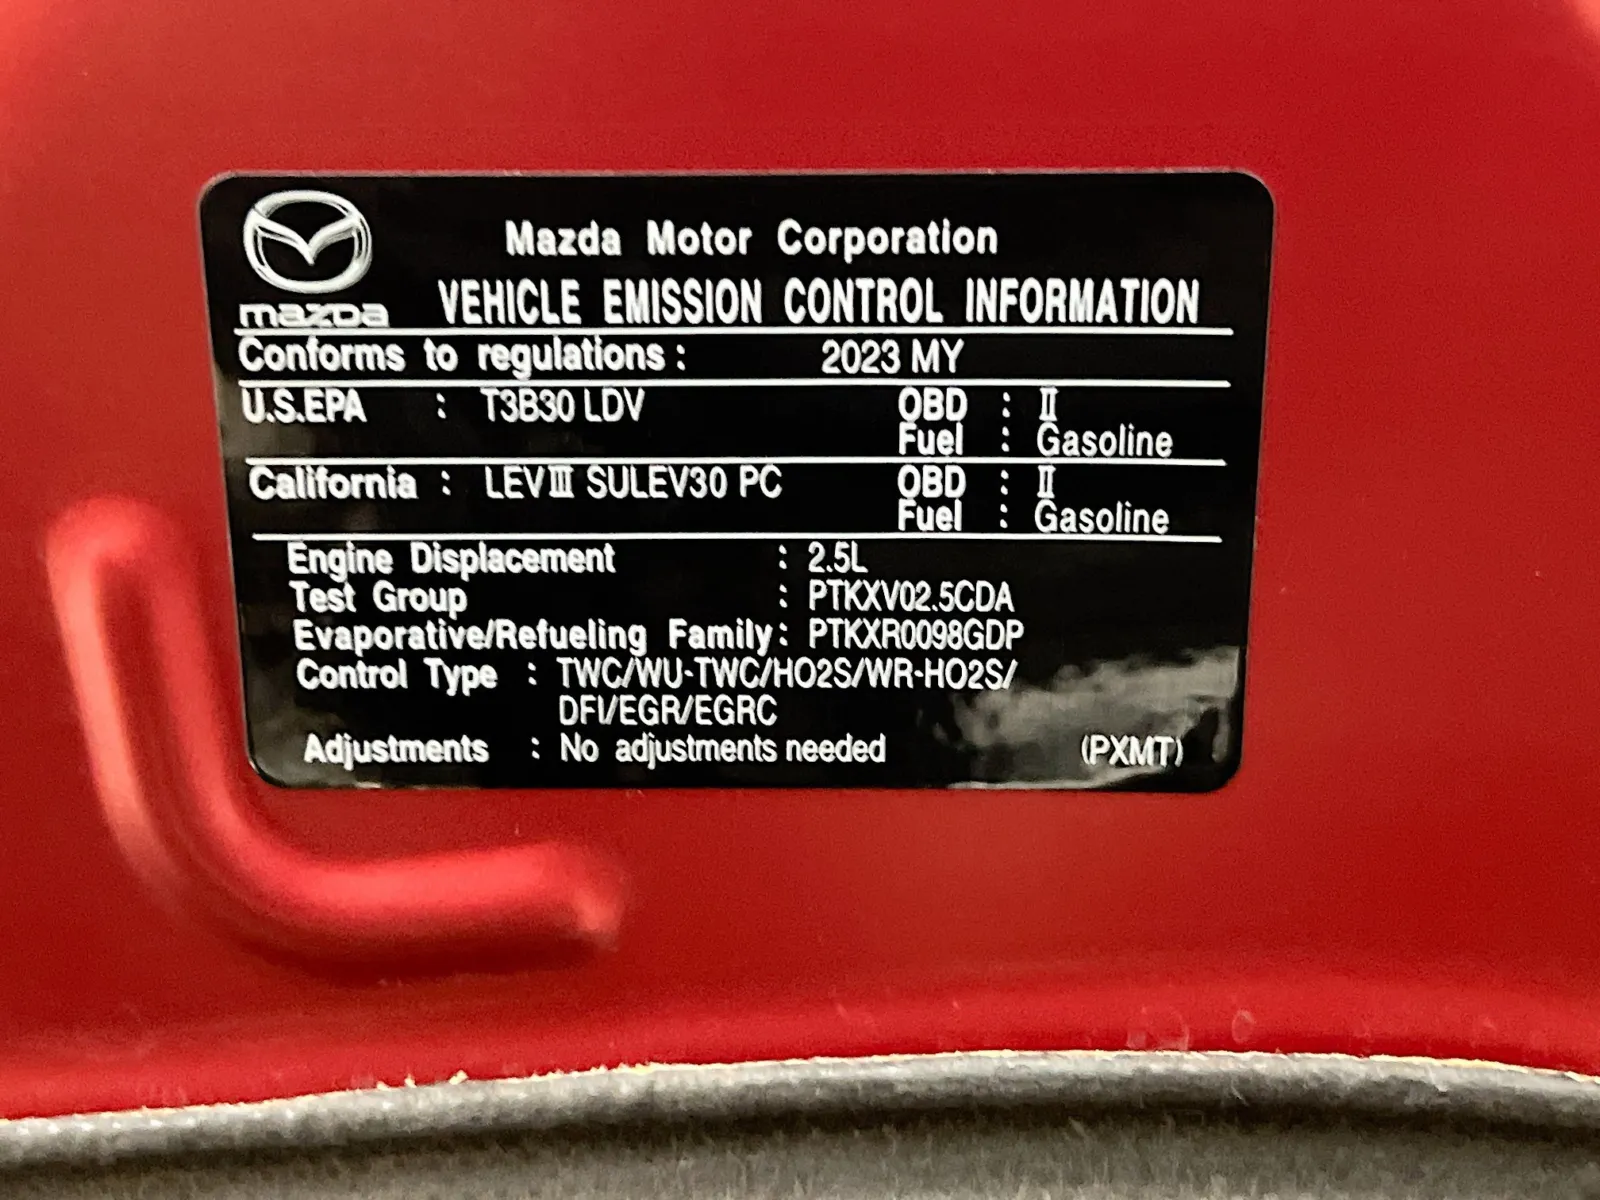 Mazda Motor Corporation
mazda
VEHICLE EMISSION CONTROL INFORMATION
Conforms to regulations : 2023 MY
U.S.EPA : T3B30 LDV OBD : II
Fuel : Gasoline
California : LEVIII SULEV30 PC OBD : II
Fuel : Gasoline
Engine Displacement : 2.5L
Test Group : PTKXV02.5CDA
Evaporative/Refueling Family : PTKXR0098GDP
Control Type : TWC/WU-TWC/HO2S/WR-HO2S/
DFI/EGR/EGRC
Adjustments : No adjustments needed (PXMT)